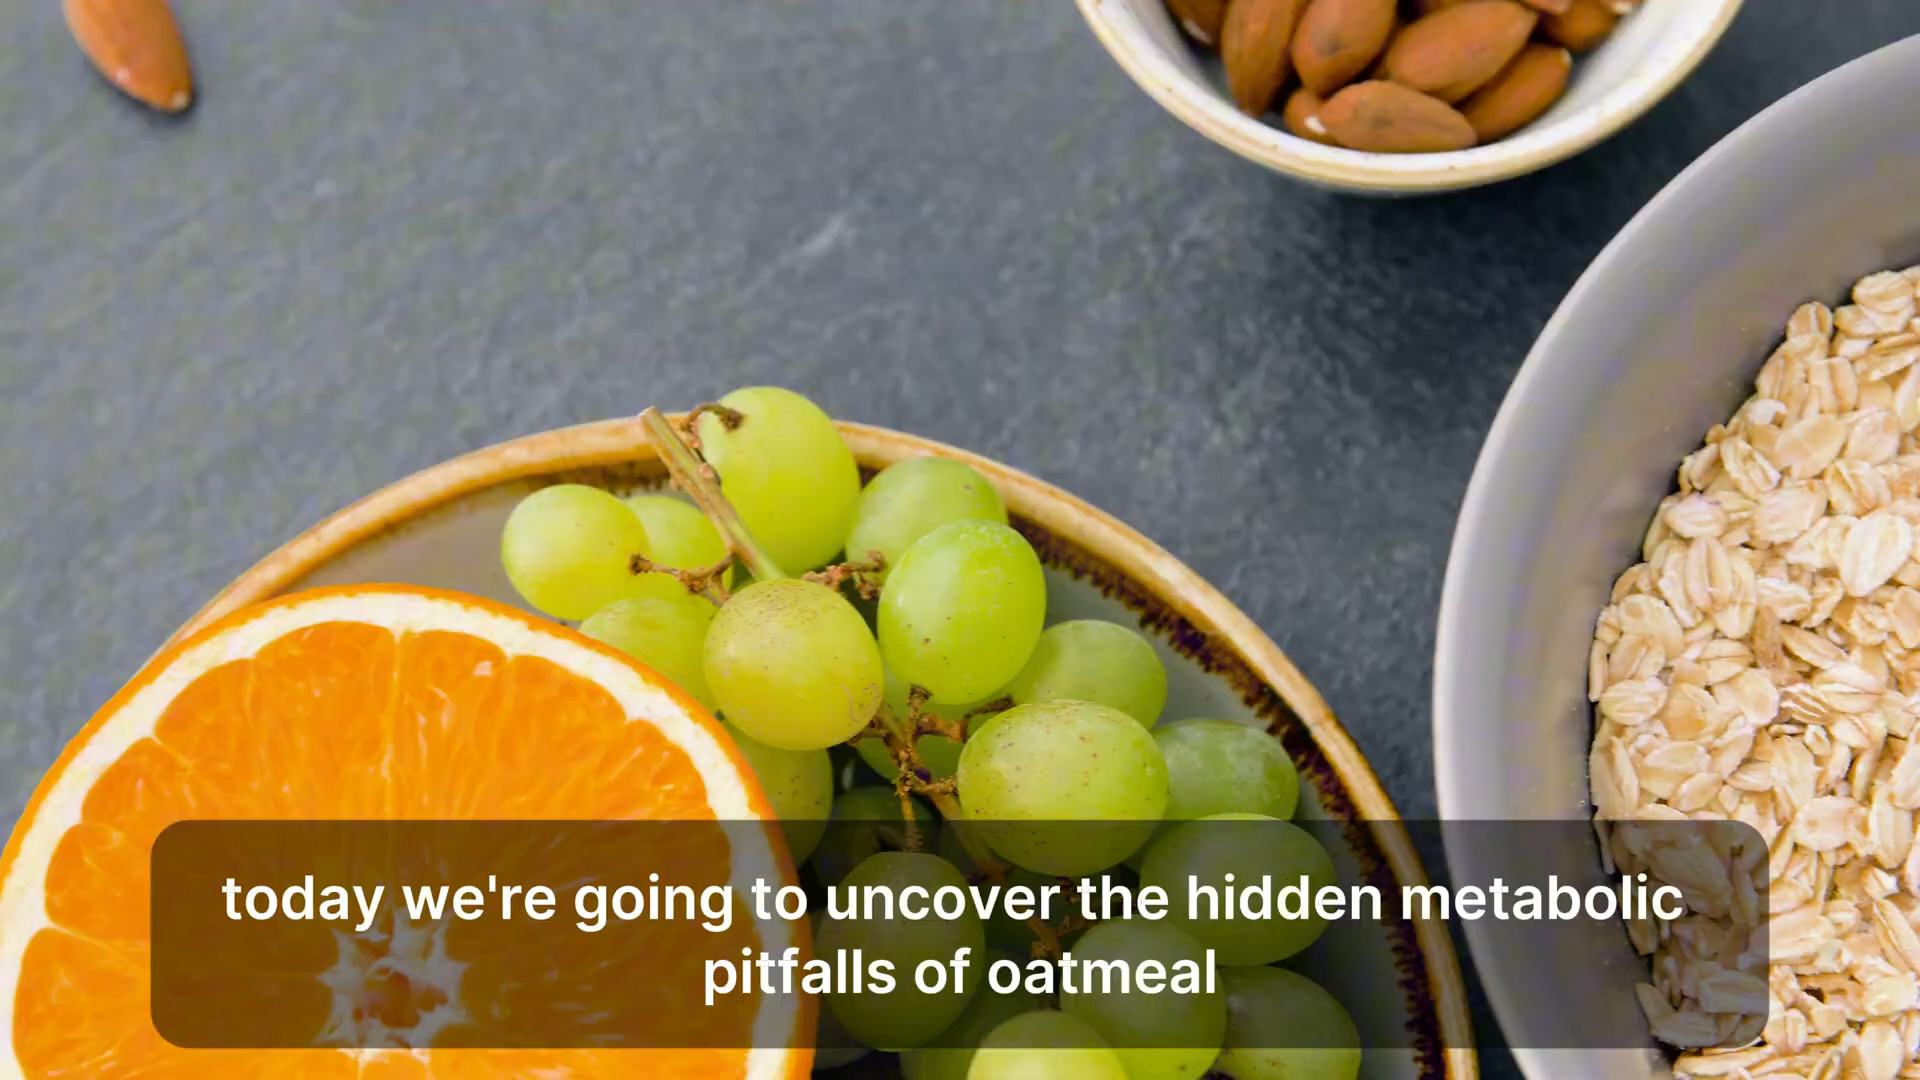 today we're going to uncover the hidden metabolic
pitfalls of oatmeal